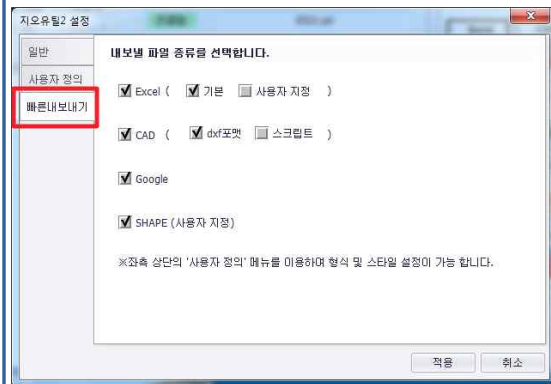 지오유틸2 설정
일반
사용자 정의
빠른내보내기
내보낼 파일 종류를 선택합니다.
Excel ( 기본 사용자 지정 )
CAD ( dxf포맷 스크립트 )
Google
SHAPE (사용자 지정)
※좌측 상단의 '사용자 정의' 메뉴를 이용하여 형식 및 스타일 설정이 가능 합니다.
적용 취소